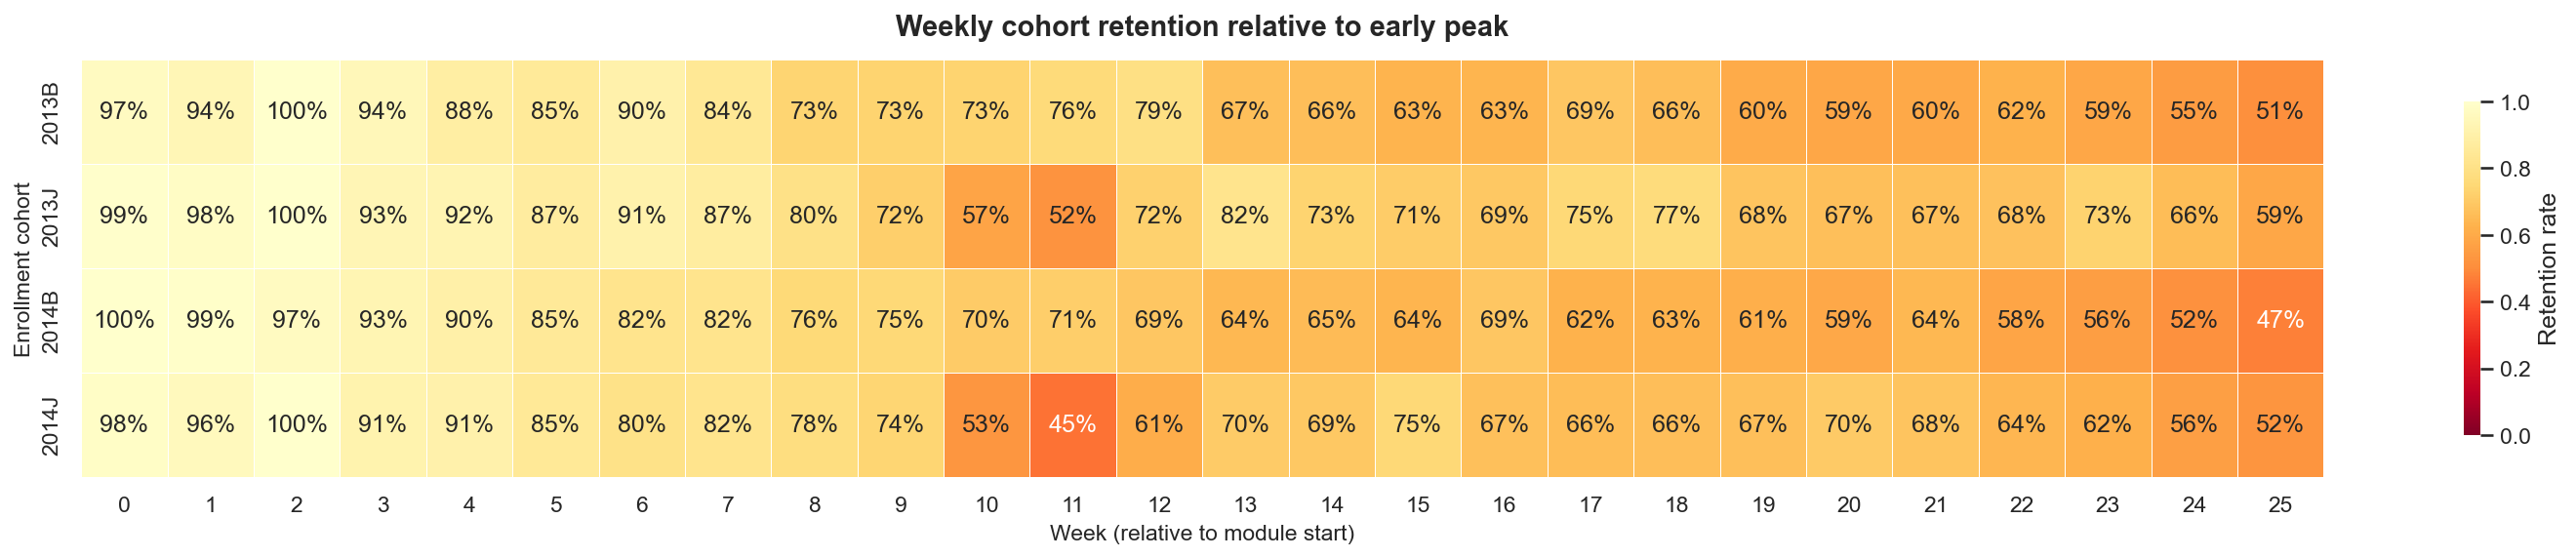 Weekly cohort retention relative to early peak
Enrollment cohort
2013B 97% 94% 100% 94% 88% 85% 90% 84% 73% 73% 73% 76% 79% 67% 66% 63% 63% 69% 66% 60% 59% 60% 62% 59% 55% 51%
2013J 99% 98% 100% 93% 92% 87% 91% 87% 80% 72% 57% 52% 72% 82% 73% 71% 69% 75% 77% 68% 67% 67% 68% 73% 66% 59%
2014B 100% 99% 97% 93% 90% 85% 82% 82% 76% 75% 70% 71% 69% 64% 65% 64% 69% 62% 63% 61% 59% 64% 58% 56% 52% 47%
2014J 98% 96% 100% 91% 91% 85% 80% 82% 78% 74% 53% 45% 61% 70% 69% 75% 67% 66% 66% 67% 70% 68% 64% 62% 56% 52%
0 1 2 3 4 5 6 7 8 9 10 11 12 13 14 15 16 17 18 19 20 21 22 23 24 25
Week (relative to module start)
1.0
0.8
0.6
0.4
0.2
0.0
Retention rate